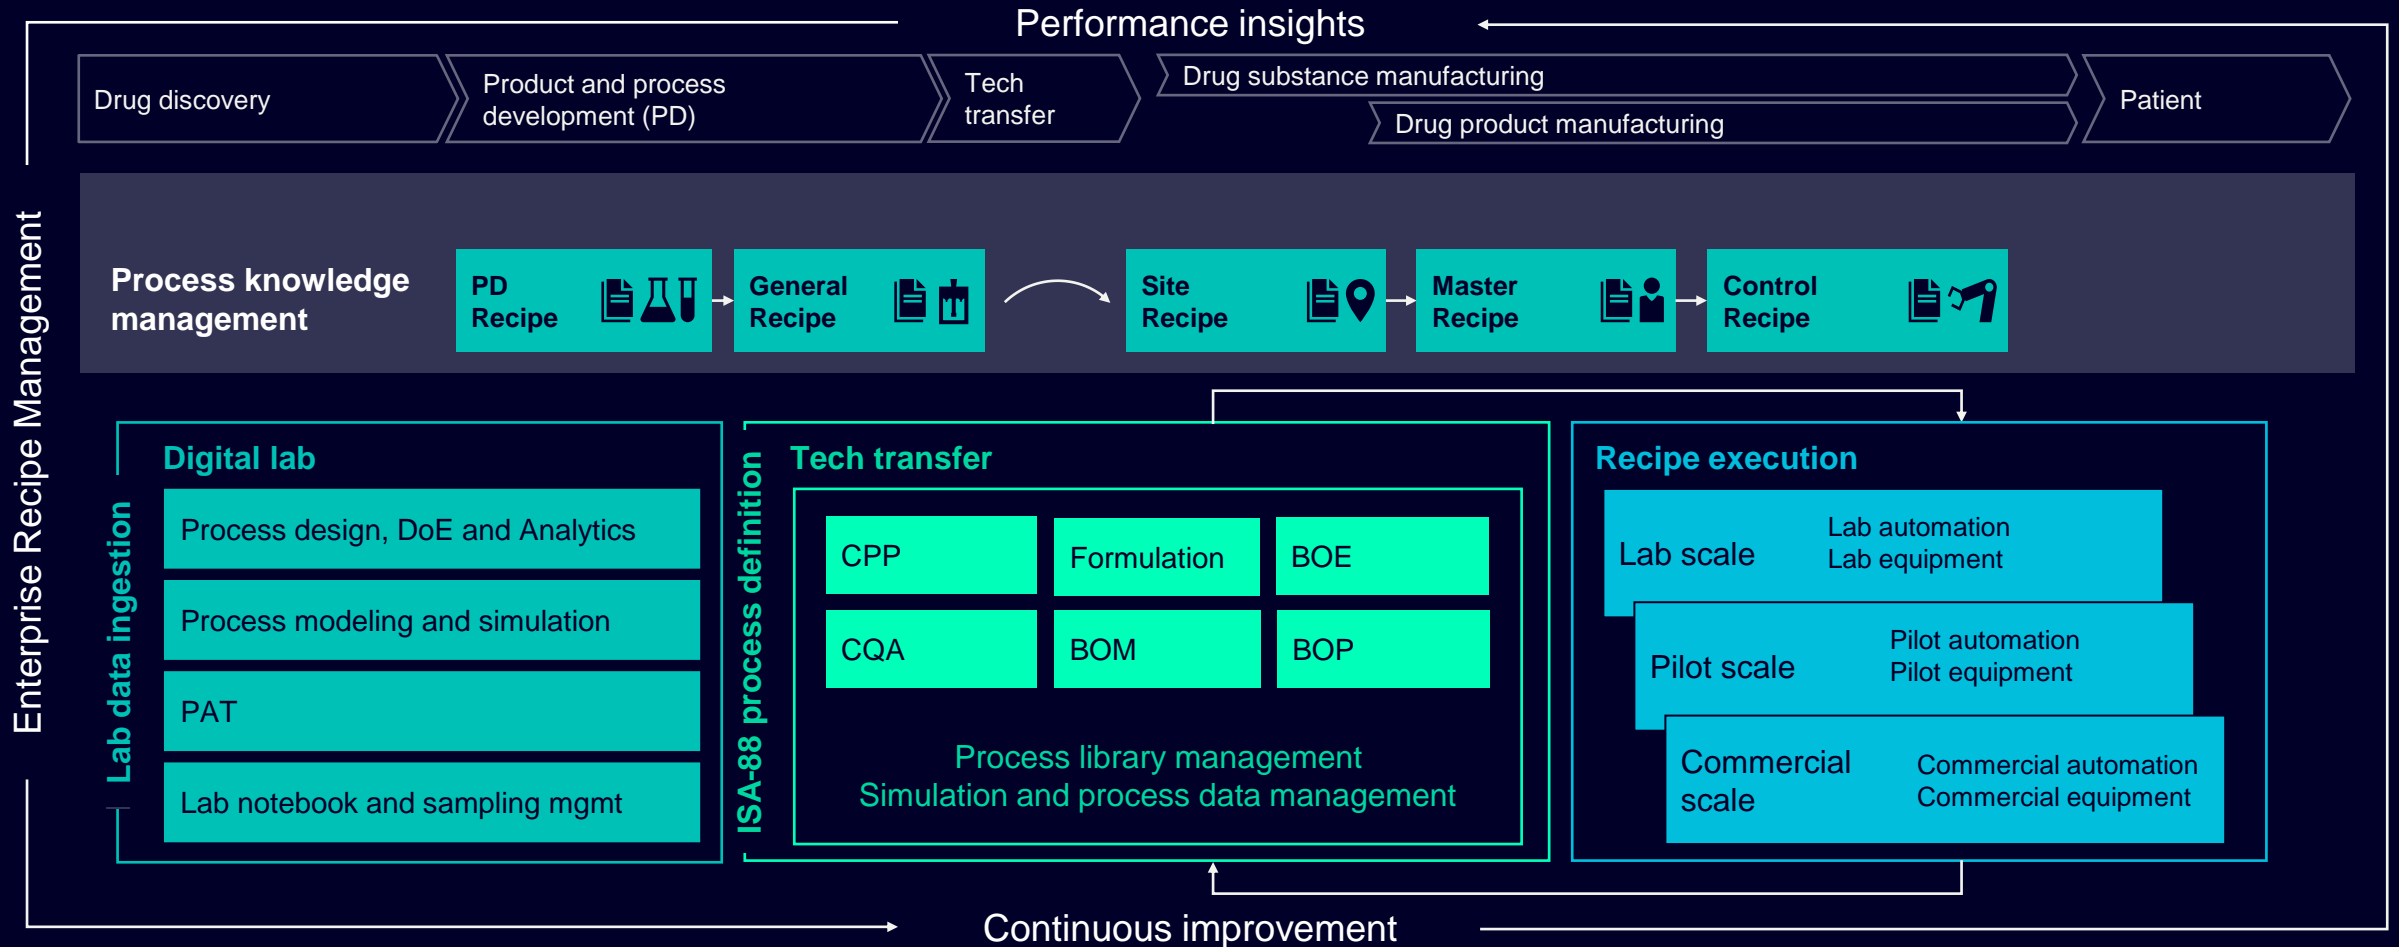 Performance insights
Drug discovery
Product and process
development (PD)
Tech
transfer
Drug substance manufacturing
Drug product manufacturing
Patient
Enterprise Recipe Management
Process knowledge
management
PD
Recipe
General
Recipe
Site
Recipe
Master
Recipe
Control
Recipe
Lab data ingestion
Digital lab
Process design, DoE and Analytics
Process modeling and simulation
PAT
Lab notebook and sampling mgmt
ISA-88 process definition
Tech transfer
CPP
Formulation
BOE
CQA
BOM
BOP
Process library management
Simulation and process data management
Recipe execution
Lab scale
Lab automation
Lab equipment
Pilot scale
Pilot automation
Pilot equipment
Commercial
scale
Commercial automation
Commercial equipment
Continuous improvement